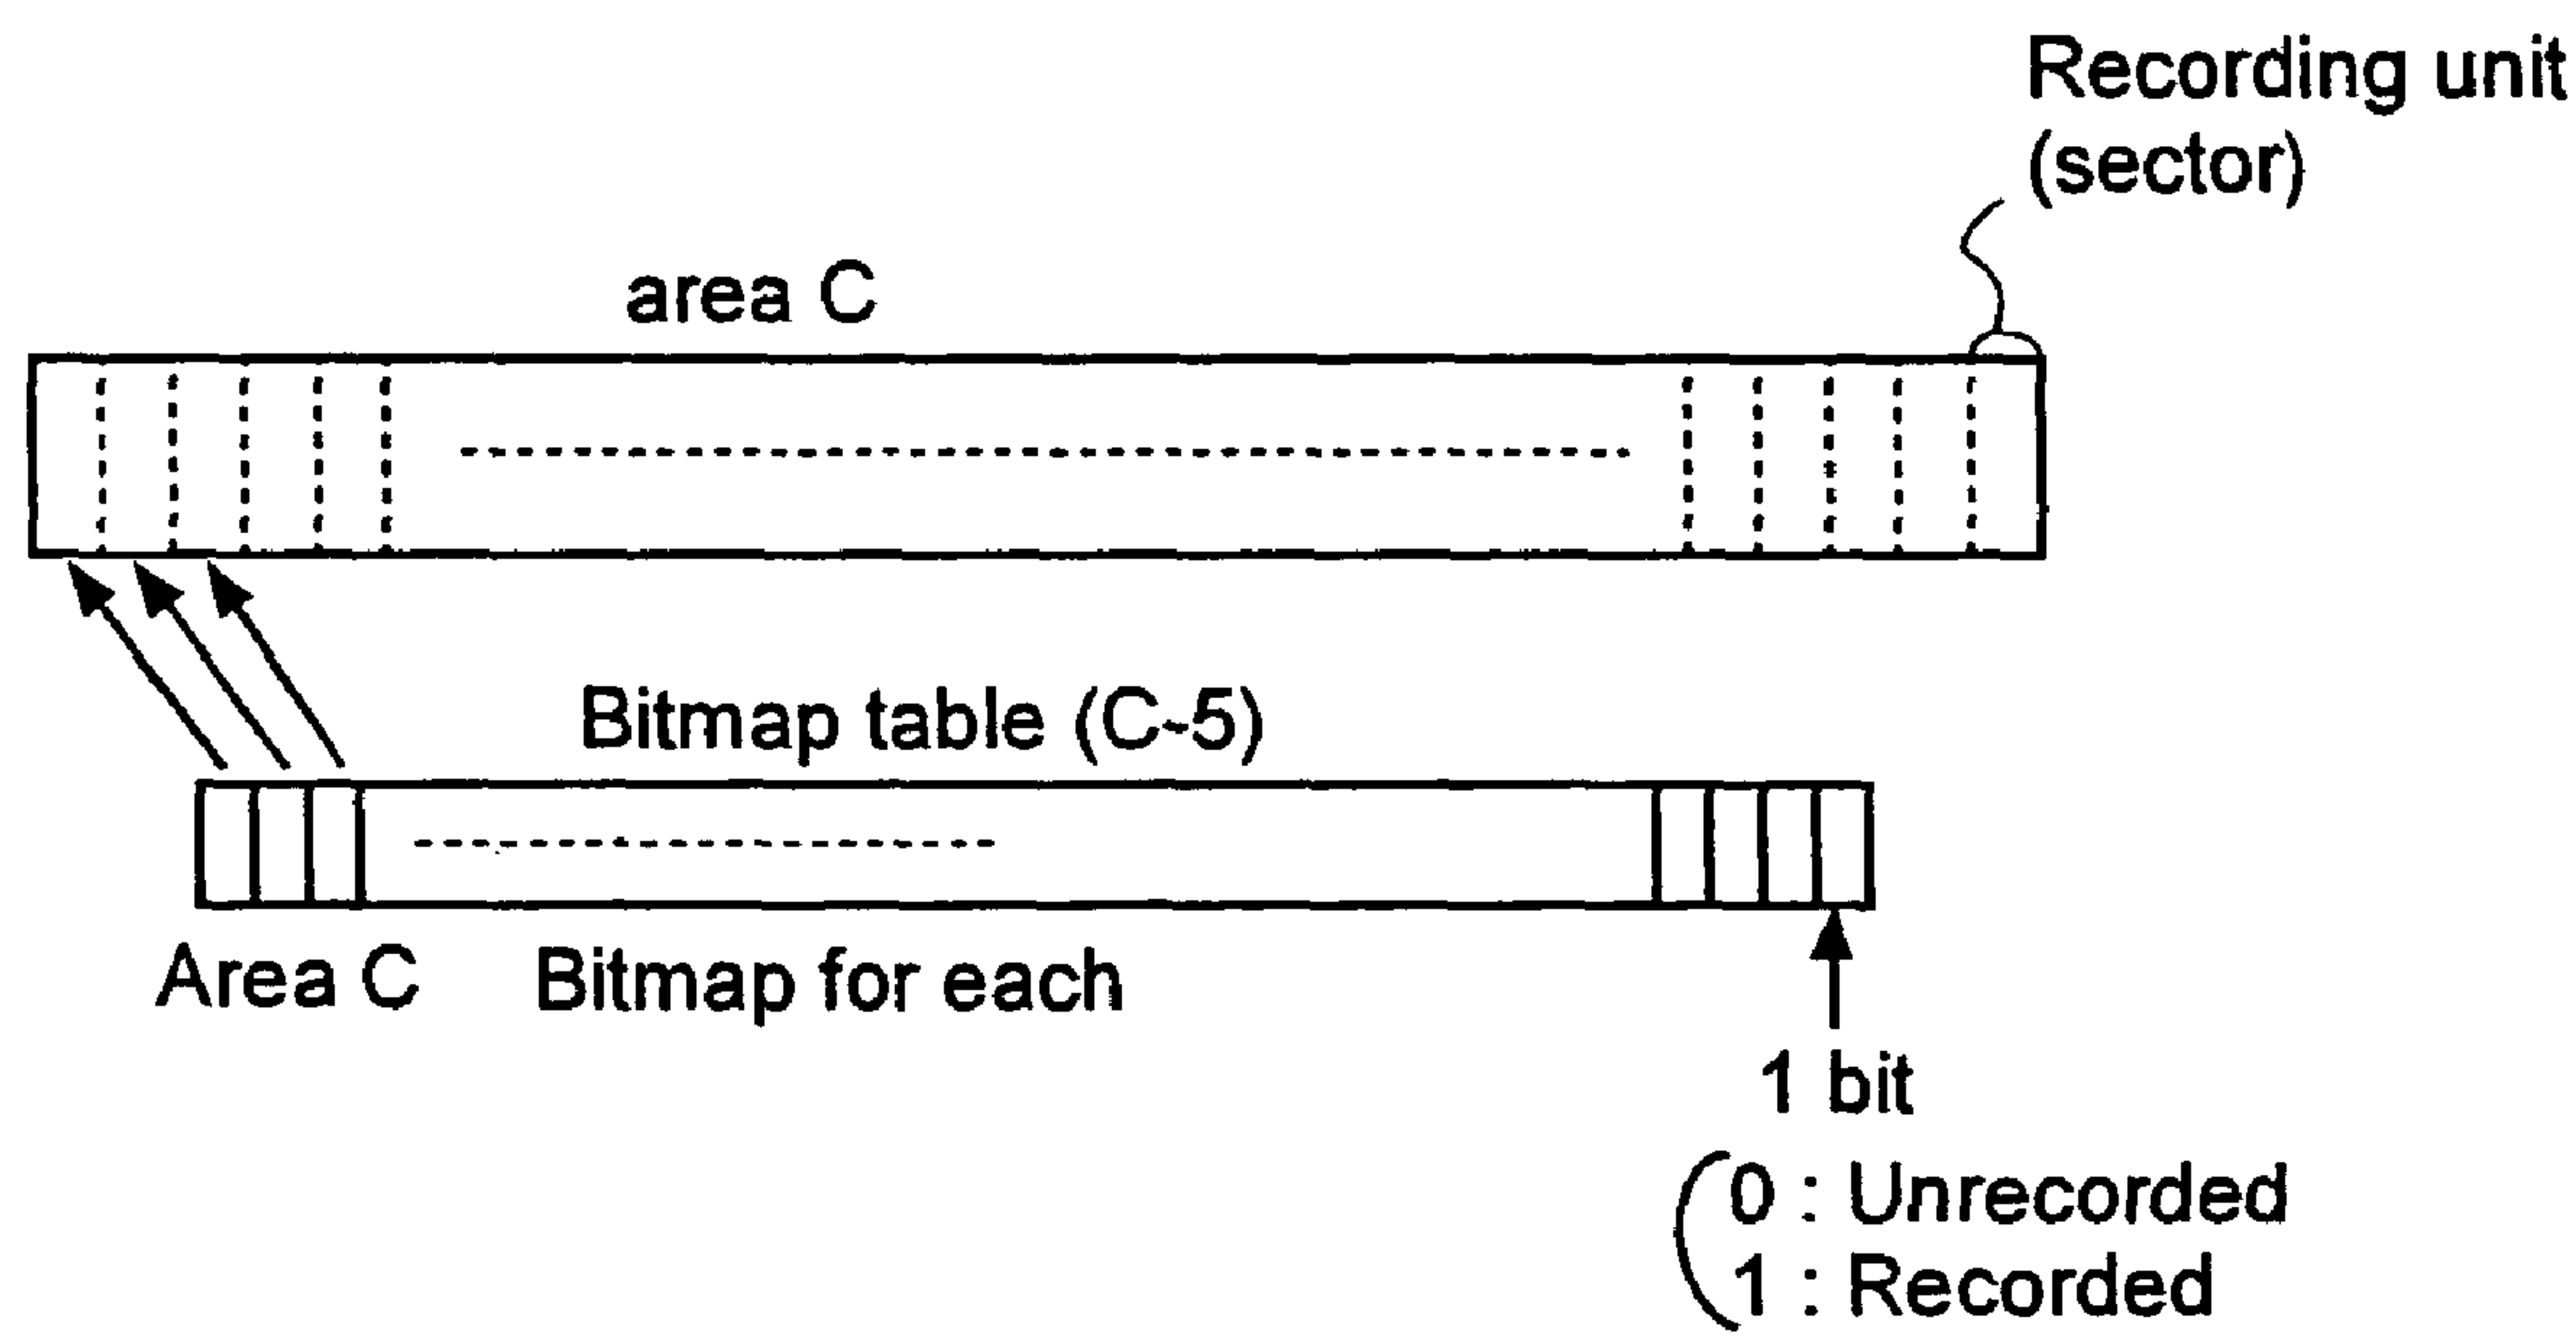 Recording unit
(sector)
area C
Bitmap table (C-5)
Area C Bitmap for each
1 bit
0 : Unrecorded
1 : Recorded